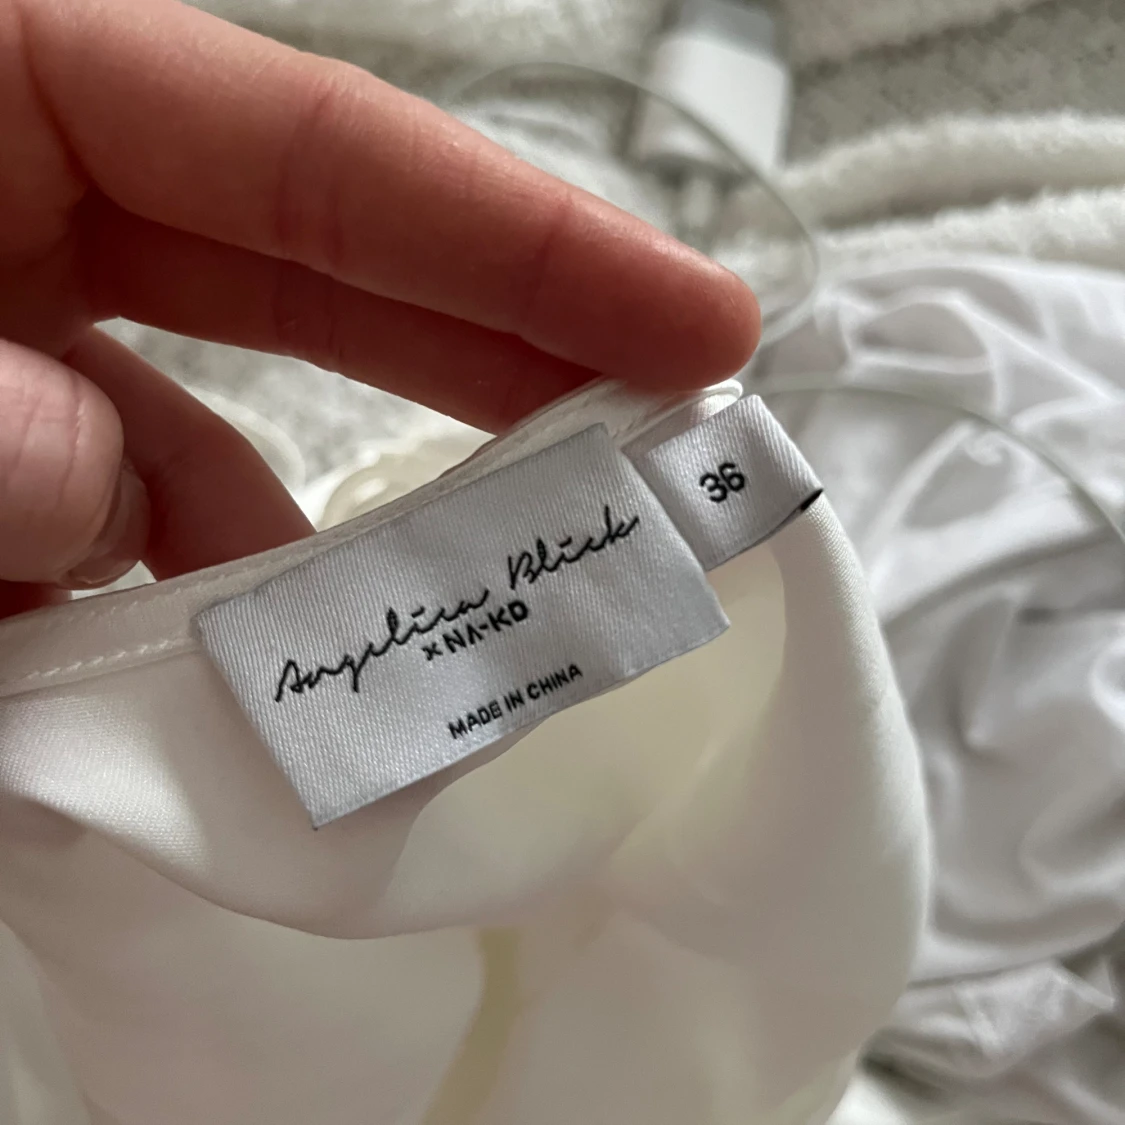 Angelica Blick
x NA-KD
MADE IN CHINA
36